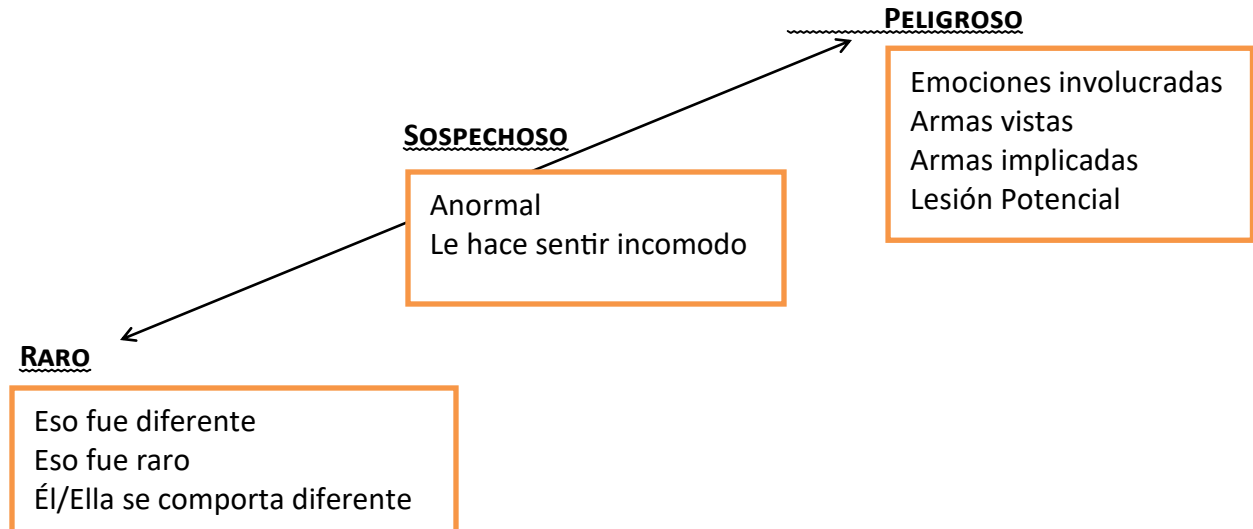 PELIGROSO
Emociones involucradas
Armas vistas
Armas implicadas
Lesión Potencial
SOSPECHOSO
Anormal
Le hace sentir incomodo
RARO
Eso fue diferente
Eso fue raro
Él/Ella se comporta diferente